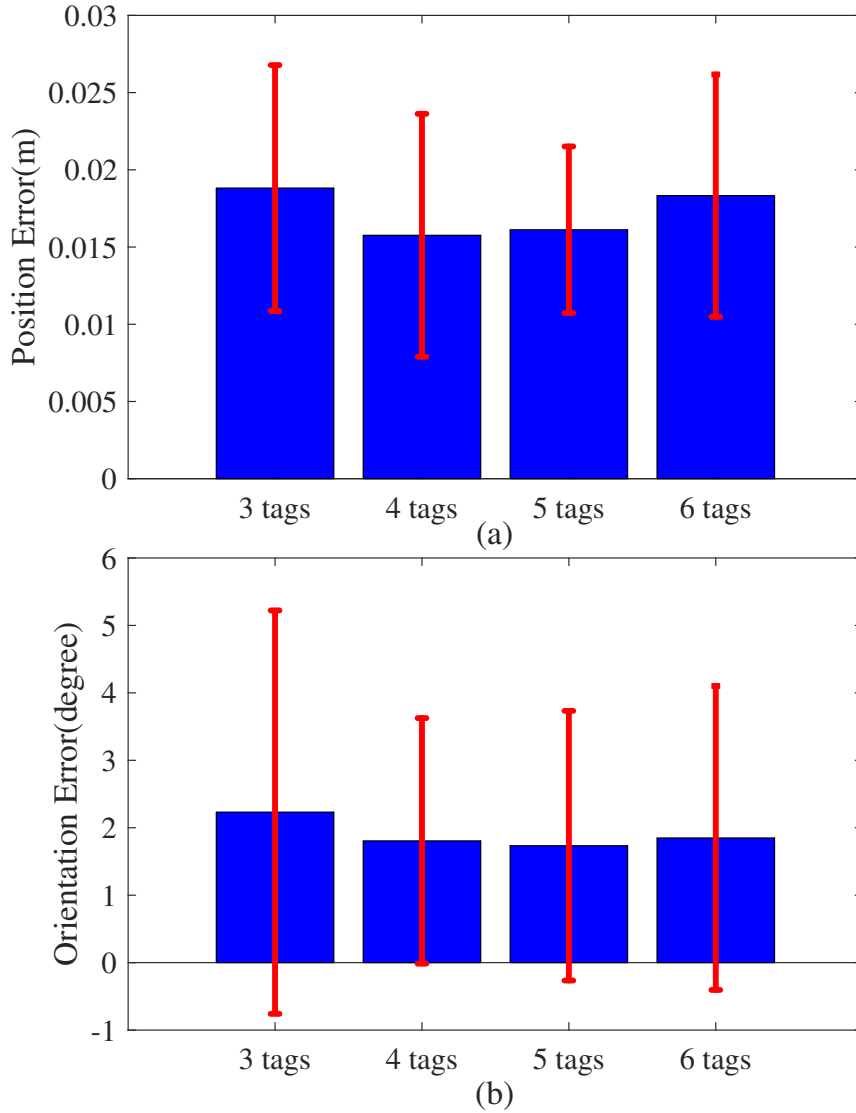 0.03
0.025
0.02
0.015
0.01
0.005
0
Position Error(m)
3 tags 4 tags 5 tags 6 tags
(a)
6
5
4
3
2
1
0
-1
Orientation Error(degree)
3 tags 4 tags 5 tags 6 tags
(b)